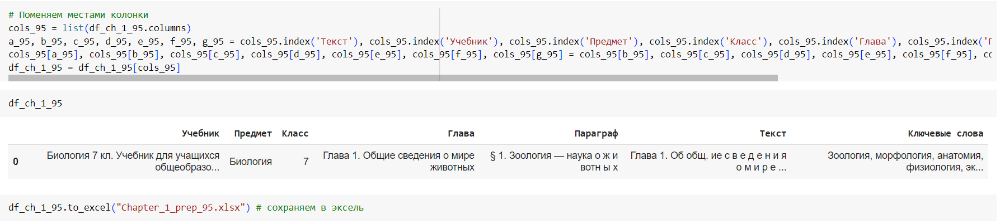 # Поменяем местами колонки
cols_95 = list(df_ch_1_95.columns)
a_95, b_95, c_95, d_95, e_95, f_95, g_95 = cols_95.index('Текст'), cols_95.index('Учебник'), cols_95.index('Предмет'), cols_95.index('Класс'), cols_95.index('Глава'), cols_95.index('П
cols_95[a_95], cols_95[b_95], cols_95[c_95], cols_95[d_95], cols_95[e_95], cols_95[f_95], cols_95[g_95] = cols_95[b_95], cols_95[c_95], cols_95[d_95], cols_95[e_95], cols_95[f_95], co
df_ch_1_95 = df_ch_1_95[cols_95]
df_ch_1_95
Учебник Предмет Класс Глава Параграф Текст Ключевые слова
0 Биология 7 кл. Учебник для учащихся общеобразо... Биология 7 Глава 1. Общие сведения о мире животных § 1. Зоология — наука о ж и вотн ы х Глава 1. Об общ. ие с в е д е н и я о м и р е ... Зоология, морфология, анатомия, физиология, эк...
df_ch_1_95.to_excel("Chapter_1_prep_95.xlsx") # сохраняем в эксель